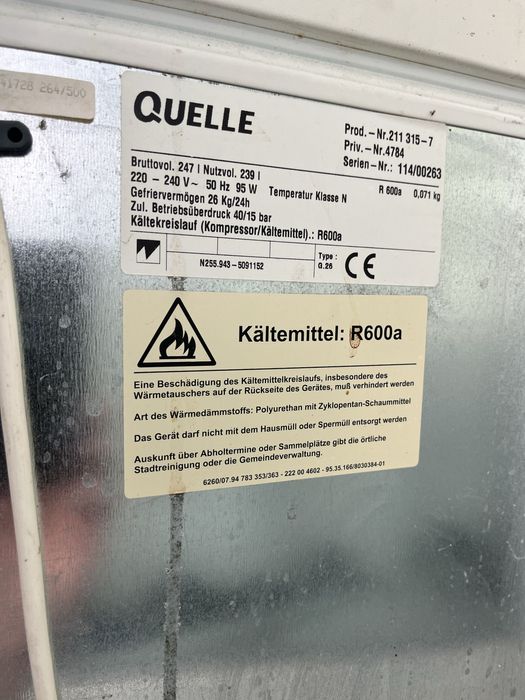 41728 264/500
QUELLE
Prod.-Nr.211 315-7
Priv.-Nr.4784
Serien-Nr.: 114/00263
Bruttovol. 247 l Nutzvol. 239 l
R 600a 0,071 kg
220 - 240 V~ 50 Hz 95 W Temperatur Klasse N
Gefriervermögen 26 Kg/24h
Zul. Betriebsüberdruck 40/15 bar
Kältekreislauf (Kompressor/Kältemittel).: R600a
N255.943-5091152
Type :
G.26
CE
Kältemittel: R600a
Eine Beschädigung des Kältemittelkreislaufs, insbesondere des
Wärmetauschers auf der Rückseite des Gerätes, muß verhindert werden
Art des Wärmedämmstoffs: Polyurethan mit Zyklopentan-Schaummittel
Das Gerät darf nicht mit dem Hausmüll oder Spermüll entsorgt werden
Auskunft über Abholtermine oder Sammelplätze gibt die örtliche
Stadtreinigung oder die Gemeindeverwaltung.
6260/07.94 783 353/363 - 222 00 4602 - 95.35.166/8030384-01